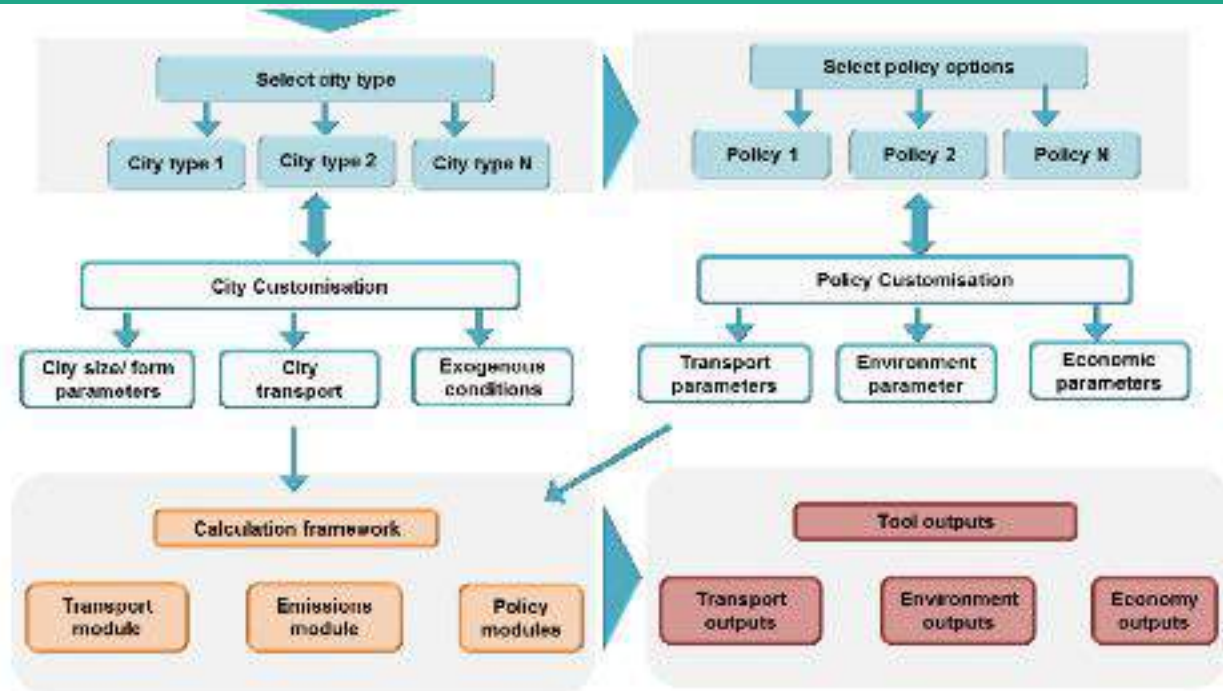 Select city type
City type 1
City type 2
City type N
Select policy options
Policy 1
Policy 2
Policy N
City Customisation
City size/ form
parameters
City
transport
Exogenous
conditions
Policy Customisation
Transport
parameters
Environment
parameter
Economic
parameters
Calculation framework
Transport
module
Emissions
module
Policy
modules
Tool outputs
Transport
outputs
Environment
outputs
Economy
outputs